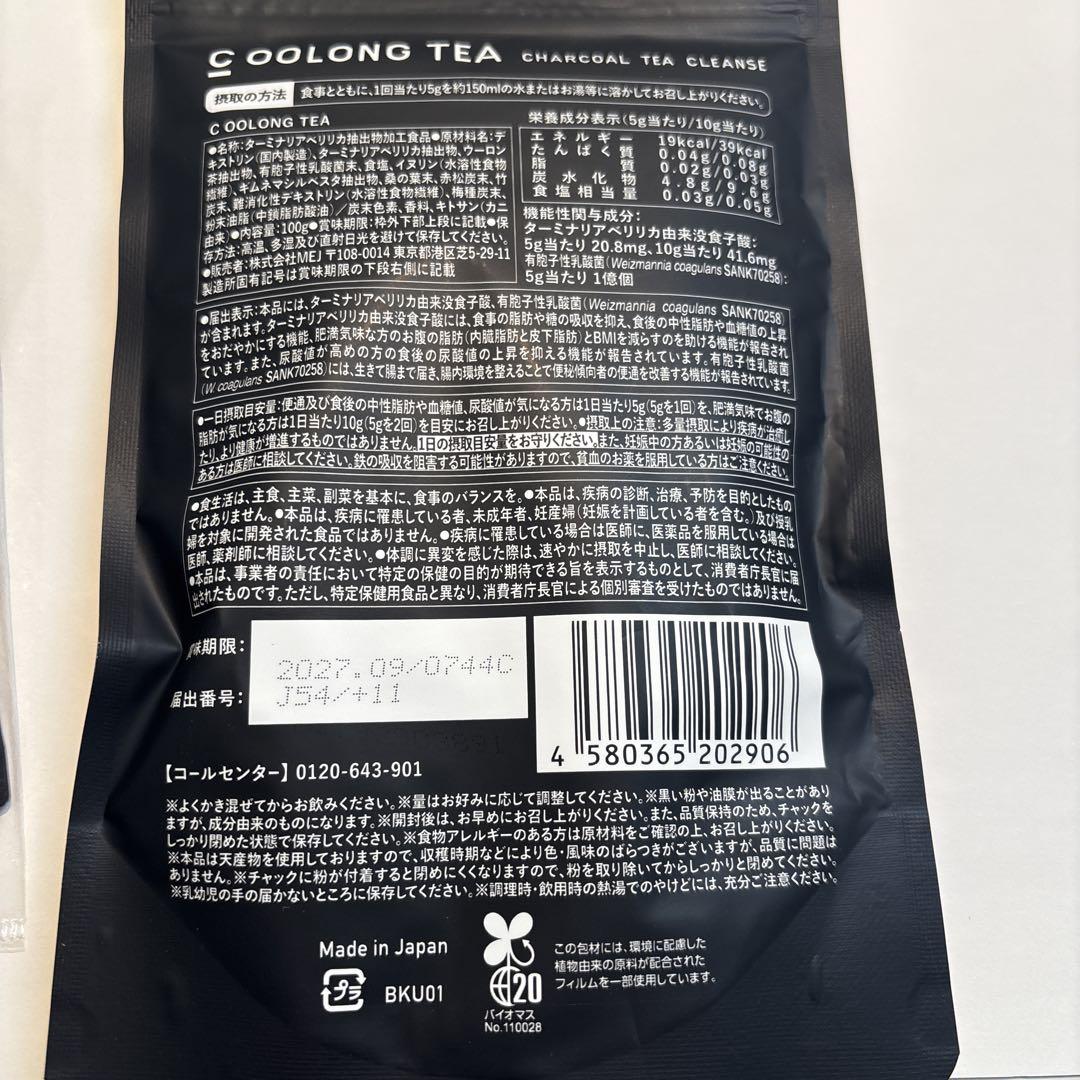 C OOLONG TEA CHARCOAL TEA CLEANSE
摂取の方法 食事とともに、1回当たり5gを約150mlの水またはお湯等に溶かしてお召し上がりください。
C OOLONG TEA
●名称:ターミナリアベリリカ抽出物加工食品●原材料名:デ
キストリン(国内製造)、ターミナリアベリリカ抽出物、ウーロン
茶抽出物、有胞子性乳酸菌末、食塩、イヌリン(水溶性食物
繊維)、ギムネマシルベスタ抽出物、桑の葉末、赤松炭末、竹
炭末、難消化性デキストリン(水溶性食物繊維)、梅種炭末、
粉末油脂(中鎖脂肪酸油)/炭末色素、香料、キトサン(カニ
由来)●内容量:100g●賞味期限:枠外下部上段に記載●保
存方法:高温、多湿及び直射日光を避けて保存してください。
●販売者:株式会社MEJ 〒108-0014 東京都港区芝5-29-11
製造所固有記号は賞味期限の下段右側に記載
栄養成分表示(5g当たり/10g当たり)
エネルギー 19kcal/39kcal
たんぱく質 0.04g/0.08g
脂質 0.02g/0.03g
炭水化物 4.8g/9.6g
食塩相当量 0.03g/0.05g
機能性関与成分:
ターミナリアベリリカ由来没食子酸:
5g当たり 20.8mg、10g当たり 41.6mg
有胞子性乳酸菌(Weizmannia coagulans SANK70258):
5g当たり 1億個
●届出表示:本品には、ターミナリアベリリカ由来没食子酸、有胞子性乳酸菌(Weizmannia coagulans SANK70258)
が含まれます。ターミナリアベリリカ由来没食子酸には、食事の脂肪や糖の吸収を抑え、食後の中性脂肪や血糖値の上昇
をおだやかにする機能、肥満気味な方のお腹の脂肪(内臓脂肪と皮下脂肪)とBMIを減らすのを助ける機能が報告され
ています。また、尿酸値が高めの方の食後の尿酸値の上昇を抑える機能が報告されています。有胞子性乳酸菌
(W coagulans SANK70258)には、生きて腸まで届き、腸内環境を整えることで便秘傾向者の便通を改善する機能が報告されています。
●一日摂取目安量:便通及び食後の中性脂肪や血糖値、尿酸値が気になる方は1日当たり5g(5gを1回)を、肥満気味でお腹の
脂肪が気になる方は1日当たり10g(5gを2回)を目安にお召し上がりください。●摂取上の注意:多量摂取により疾病が治癒し
たり、より健康が増進するものではありません。1日の摂取目安量をお守りください。また、妊娠中の方あるいは妊娠の可能性の
ある方は医師に相談してください。鉄の吸収を阻害する可能性がありますので、貧血のお薬を服用している方はご注意ください。
●食生活は、主食、主菜、副菜を基本に、食事のバランスを。●本品は、疾病の診断、治療、予防を目的としたもの
ではありません。●本品は、疾病に罹患している者、未成年者、妊産婦(妊娠を計画している者を含む。)及び授乳
婦を対象に開発された食品ではありません。●疾病に罹患している場合は医師に、医薬品を服用している場合は
医師、薬剤師に相談してください。●体調に異変を感じた際は、速やかに摂取を中止し、医師に相談してください。
●本品は、事業者の責任において特定の保健の目的が期待できる旨を表示するものとして、消費者庁長官に届
出されたものです。ただし、特定保健用食品と異なり、消費者庁長官による個別審査を受けたものではありません。
味期限:
2027.09/0744C
届出番号:
J54/+11
4 580365 202906
【コールセンター】0120-643-901
※よくかき混ぜてからお飲みください。※量はお好みに応じて調整してください。※黒い粉や油膜が出ることがあり
ますが、成分由来のものになります。※開封後は、お早めにお召し上がりください。また、品質保持のため、チャックを
しっかり閉めた状態で保存してください。※食物アレルギーのある方は原材料をご確認の上、お召し上がりください。
※本品は天産物を使用しておりますので、収穫時期などにより色・風味のばらつきがございますが、品質に問題は
ありません。※チャックに粉が付着すると閉めにくくなりますので、粉を取り除いてからしっかりと閉めてください。
※乳幼児の手の届かないところに保存してください。※調理時・飲用時の熱湯でのやけどには、充分ご注意ください。
Made in Japan
プラ BKU01
20
バイオマス
No.110028
この包材には、環境に配慮した
植物由来の原料が配合された
フィルムを一部使用しています。